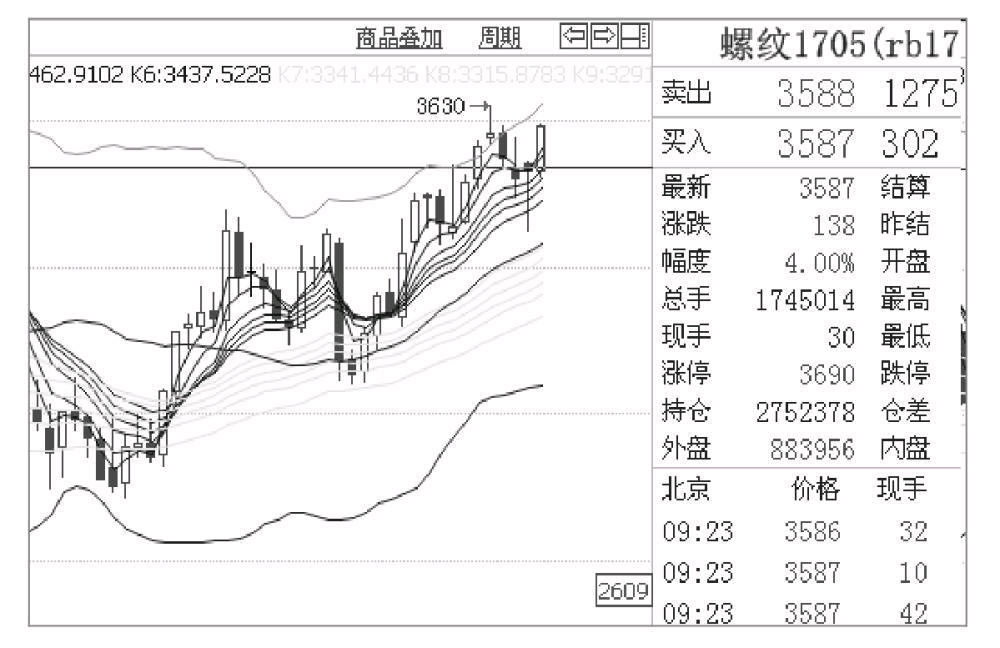 商品叠加 周期
462.9102 K6:3437.5228 K7:3341.4436 K8:3315.8783 K9:3291
3630
2609
螺纹1705(rb17
卖出 3588 1275
买入 3587 302
最新 3587 结算
涨跌 138 昨结
幅度 4.00% 开盘
总手 1745014 最高
现手 30 最低
涨停 3690 跌停
持仓 2752378 仓差
外盘 883956 内盘
北京 价格 现手
09:23 3586 32
09:23 3587 10
09:23 3587 42